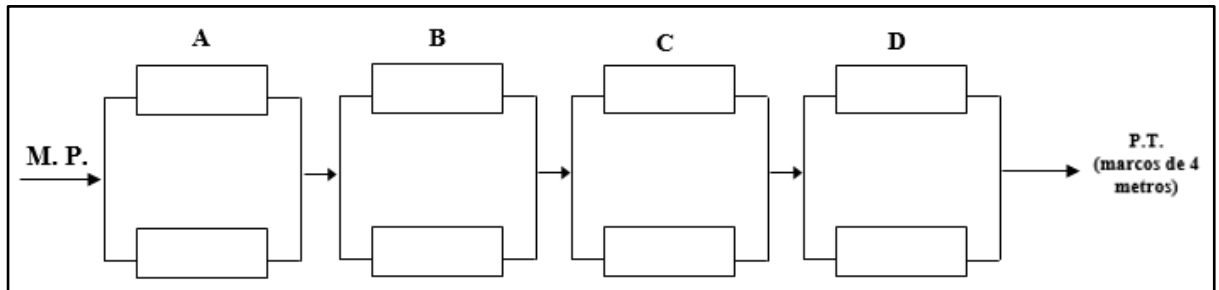 A
B
C
D
M. P.
P.T.
(marcos de 4
metros)